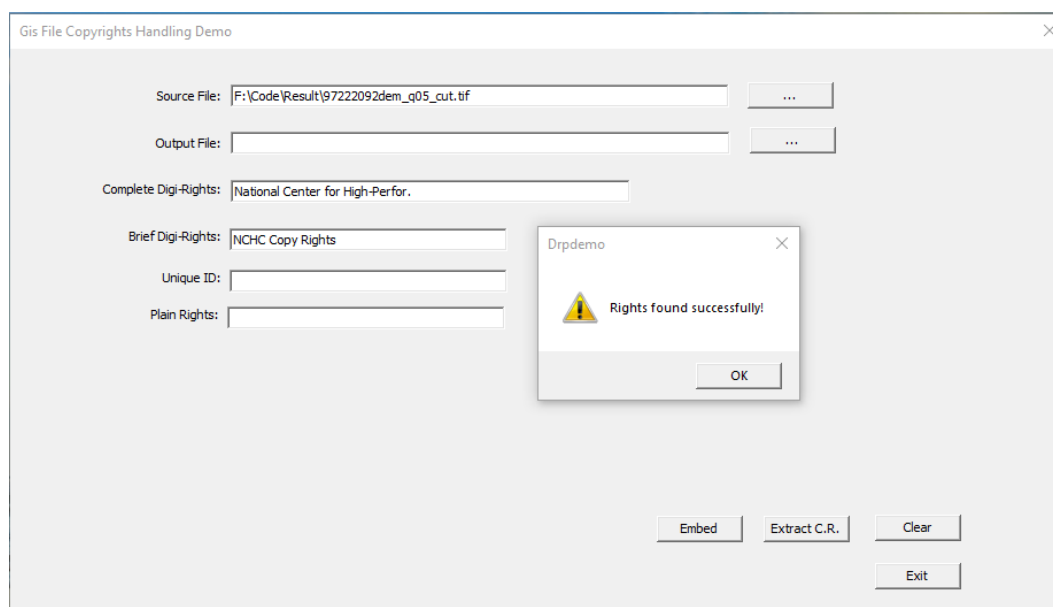 Gis File Copyrights Handling Demo
Source File: F:\Code\Result\97222092dem_q05_cut.tif ...
Output File: ...
Complete Digi-Rights: National Center for High-Perfor.
Brief Digi-Rights: NCHC Copy Rights
Unique ID:
Plain Rights:
Drpdemo
Rights found successfully!
OK
Embed Extract C.R. Clear
Exit